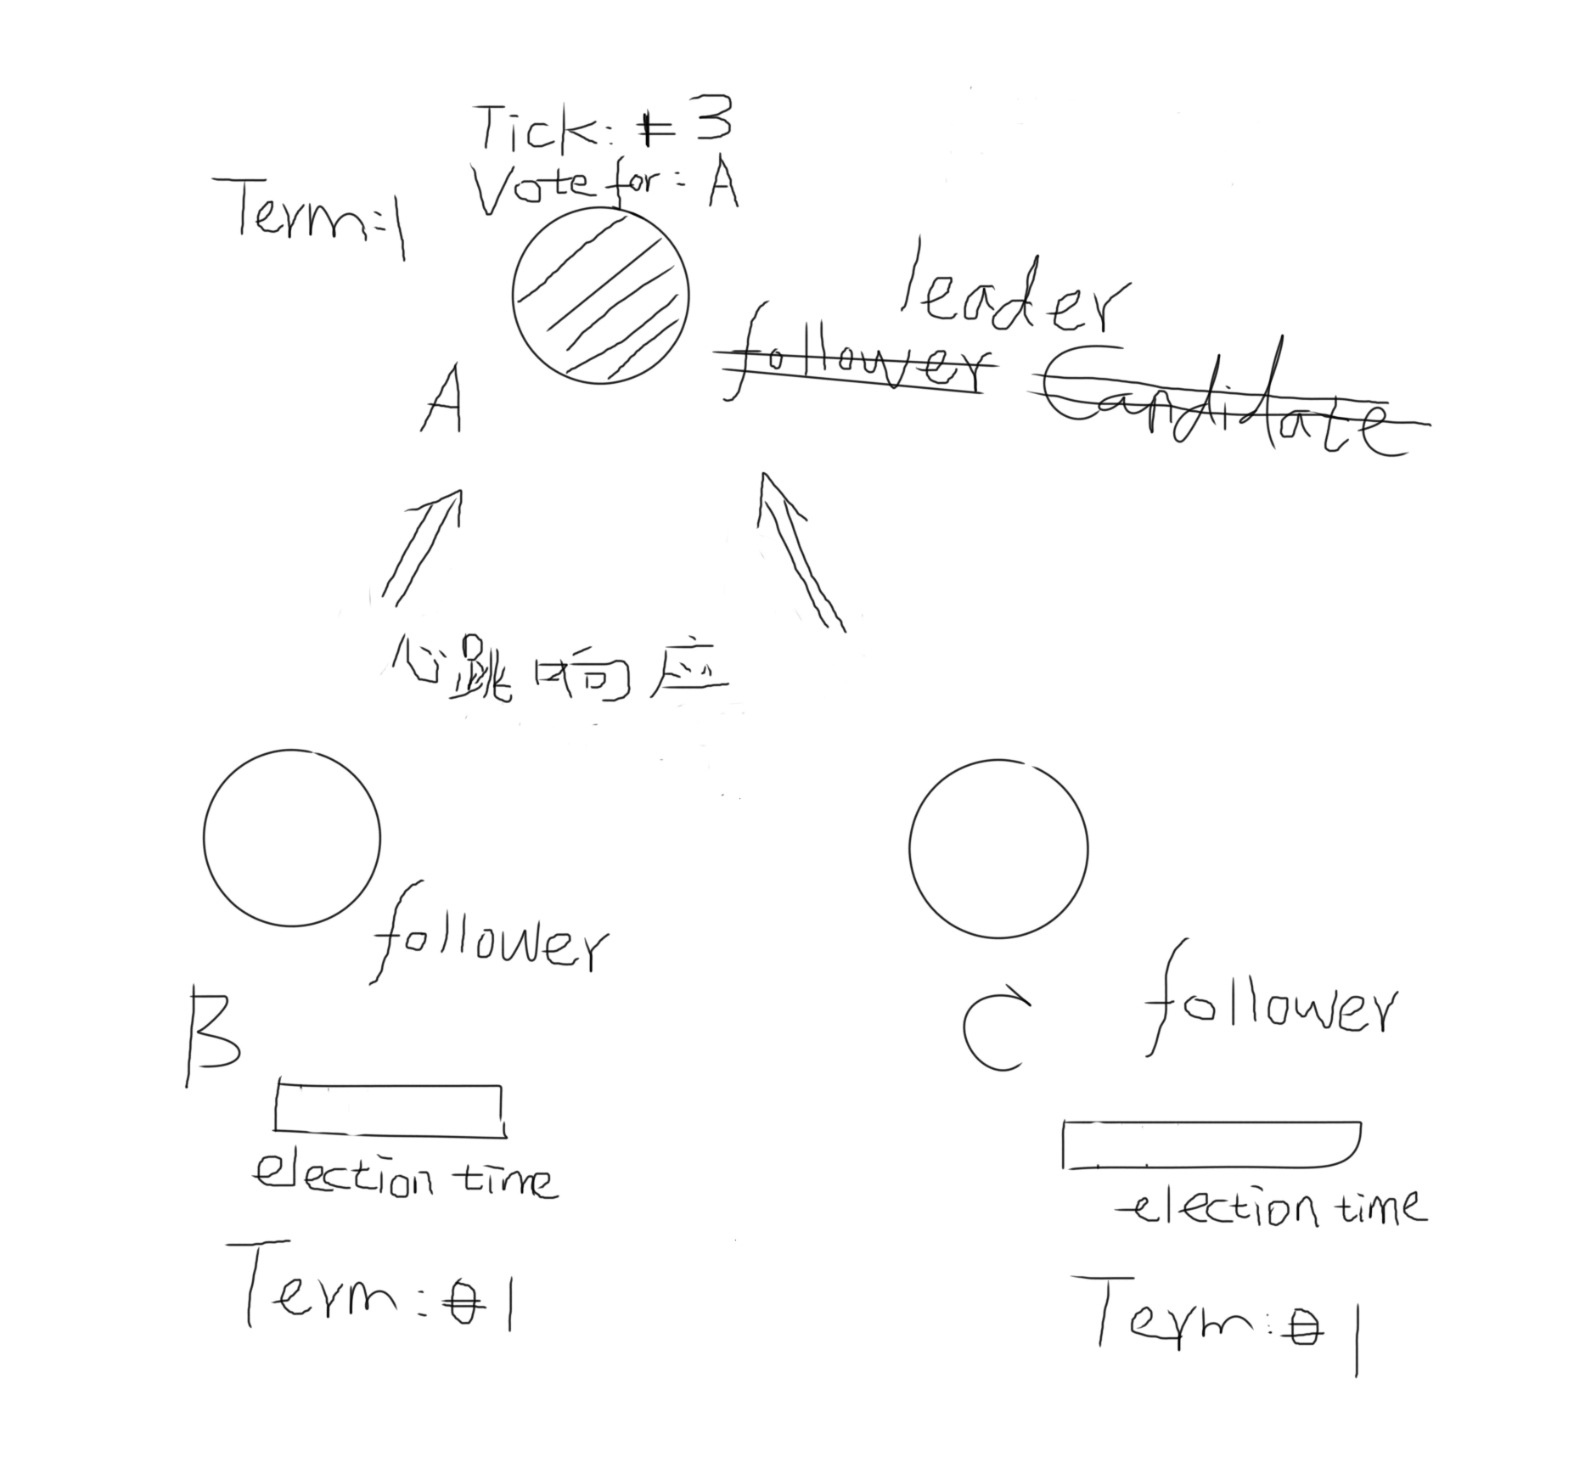 Tick: 1 3
Vote for: A
Term=1
leader
follower Candidate
A
心跳响应
follower
B
C
follower
election time
election time
Term: 0 1
Term: 0 1